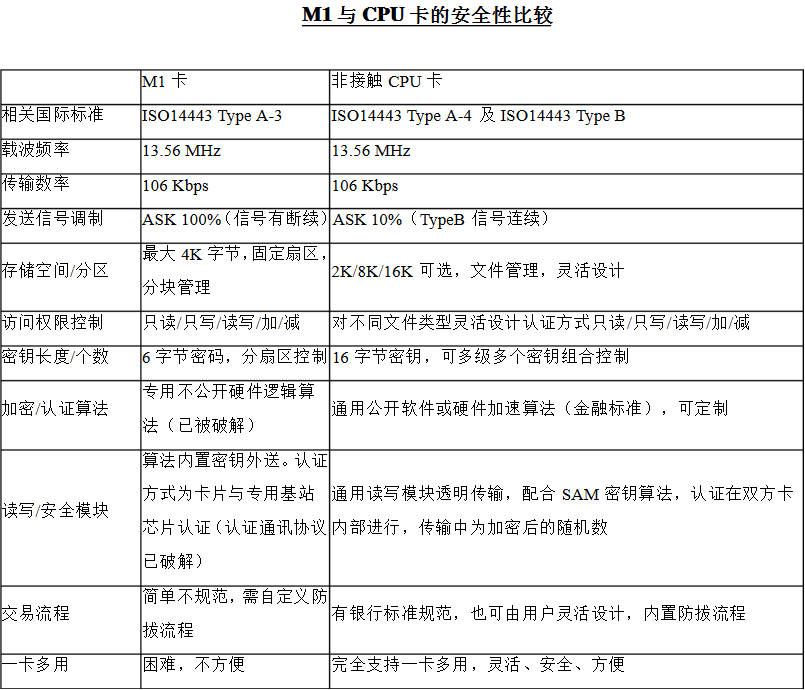 M1 与 CPU 卡的安全性比较
M1 卡
非接触 CPU 卡
相关国际标准
ISO14443 Type A-3
ISO14443 Type A-4 及 ISO14443 Type B
载波频率
13.56 MHz
13.56 MHz
传输数率
106 Kbps
106 Kbps
发送信号调制
ASK 100%（信号有断续）
ASK 10%（TypeB 信号连续）
存储空间/分区
最大 4K 字节，固定扇区，
分块管理
2K/8K/16K 可选，文件管理，灵活设计
访问权限控制
只读/只写/读写/加/减
对不同文件类型灵活设计认证方式只读/只写/读写/加/减
密钥长度/个数
6 字节密码，分扇区控制
16 字节密钥，可多级多个密钥组合控制
加密/认证算法
专用不公开硬件逻辑算
法（已被破解）
通用公开软件或硬件加速算法（金融标准），可定制
读写/安全模块
算法内置密钥外送。认证
方式为卡片与专用基站
芯片认证（认证通讯协议
已破解）
通用读写模块透明传输，配合 SAM 密钥算法，认证在双方卡
内部进行，传输中为加密后的随机数
交易流程
简单不规范，需自定义防
拔流程
有银行标准规范，也可由用户灵活设计，内置防拔流程
一卡多用
困难，不方便
完全支持一卡多用，灵活、安全、方便